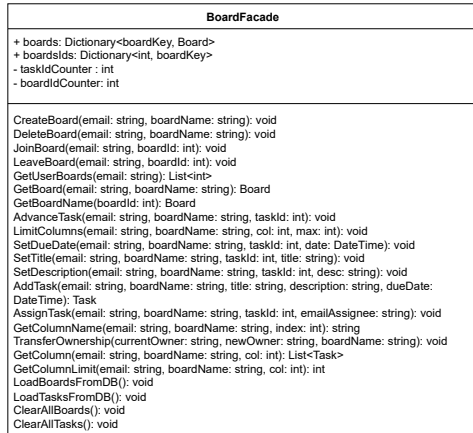 BoardFacade
+ boards: Dictionary<boardKey, Board>
+ boardsIds: Dictionary<int, boardKey>
- taskIdCounter : int
- boardIdCounter: int
CreateBoard(email: string, boardName: string): void
DeleteBoard(email: string, boardName: string): void
JoinBoard(email: string, boardId: int): void
LeaveBoard(email: string, boardId: int): void
GetUserBoards(email: string): List<int>
GetBoard(email: string, boardName: string): Board
GetBoardName(boardId: int): Board
AdvanceTask(email: string, boardName: string, taskId: int): void
LimitColumns(email: string, col: int, max: int): void
SetDueDate(email: string, boardName: string, taskId: int, date: DateTime): void
SetTitle(email: string, boardName: string, taskId: int, title: string): void
SetDescription(email: string, boardName: string, taskId: int, desc: string): void
AddTask(email: string, boardName: string, title: string, description: string, dueDate:
DateTime): Task
AssignTask(email: string, boardName: string, taskId: int, emailAssignee: string): void
GetColumnName(email: string, boardName: string, index: int): string
TransferOwnership(currentOwner: string, newOwner: string, boardName: string): void
GetColumn(email: string, boardName: string, col: int): List<Task>
GetColumnLimit(email: string, boardName: string, col: int): int
LoadBoardsFromDB(): void
LoadTasksFromDB(): void
ClearAllBoards(): void
ClearAllTasks(): void